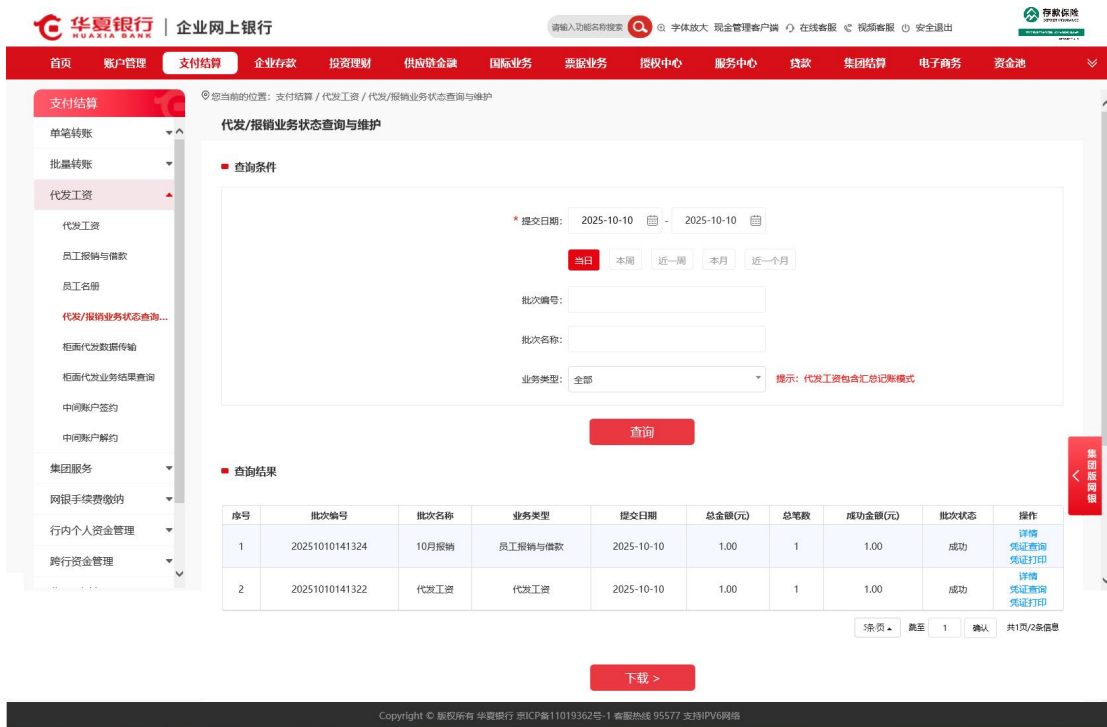 华夏银行 HUAXIA BANK | 企业网上银行
请输入功能名称搜索 字体放大 现金管理客户端 在线客服 视频客服 安全退出
存款保险
首页 账户管理 支付结算 企业存款 投资理财 供应链金融 国际业务 票据业务 授权中心 服务中心 贷款 集团结算 电子商务 资金池
支付结算
单笔转账
批量转账
代发工资
代发工资
员工报销与借款
员工名册
代发/报销业务状态查询...
柜面代发数据传输
柜面代发业务结果查询
中间账户签约
中间账户解约
集团服务
网银手续费缴纳
行内个人资金管理
跨行资金管理
您当前的位置：支付结算 / 代发工资 / 代发/报销业务状态查询与维护
代发/报销业务状态查询与维护
查询条件
* 提交日期： 2025-10-10 - 2025-10-10
当日 本周 近一周 本月 近一个月
批次编号：
批次名称：
业务类型： 全部 提示：代发工资包含汇总记账模式
查询
集团版网银
查询结果
序号 批次编号 批次名称 业务类型 提交日期 总金额(元) 总笔数 成功金额(元) 批次状态 操作
1 20251010141324 10月报销 员工报销与借款 2025-10-10 1.00 1 1.00 成功 详情 凭证查询 凭证打印
2 20251010141322 代发工资 代发工资 2025-10-10 1.00 1 1.00 成功 详情 凭证查询 凭证打印
5条/页 跳至 1 确认 共1页/2条信息
下载 >
Copyright © 版权所有 华夏银行 京ICP备11019362号-1 客服热线 95577 支持IPV6网络